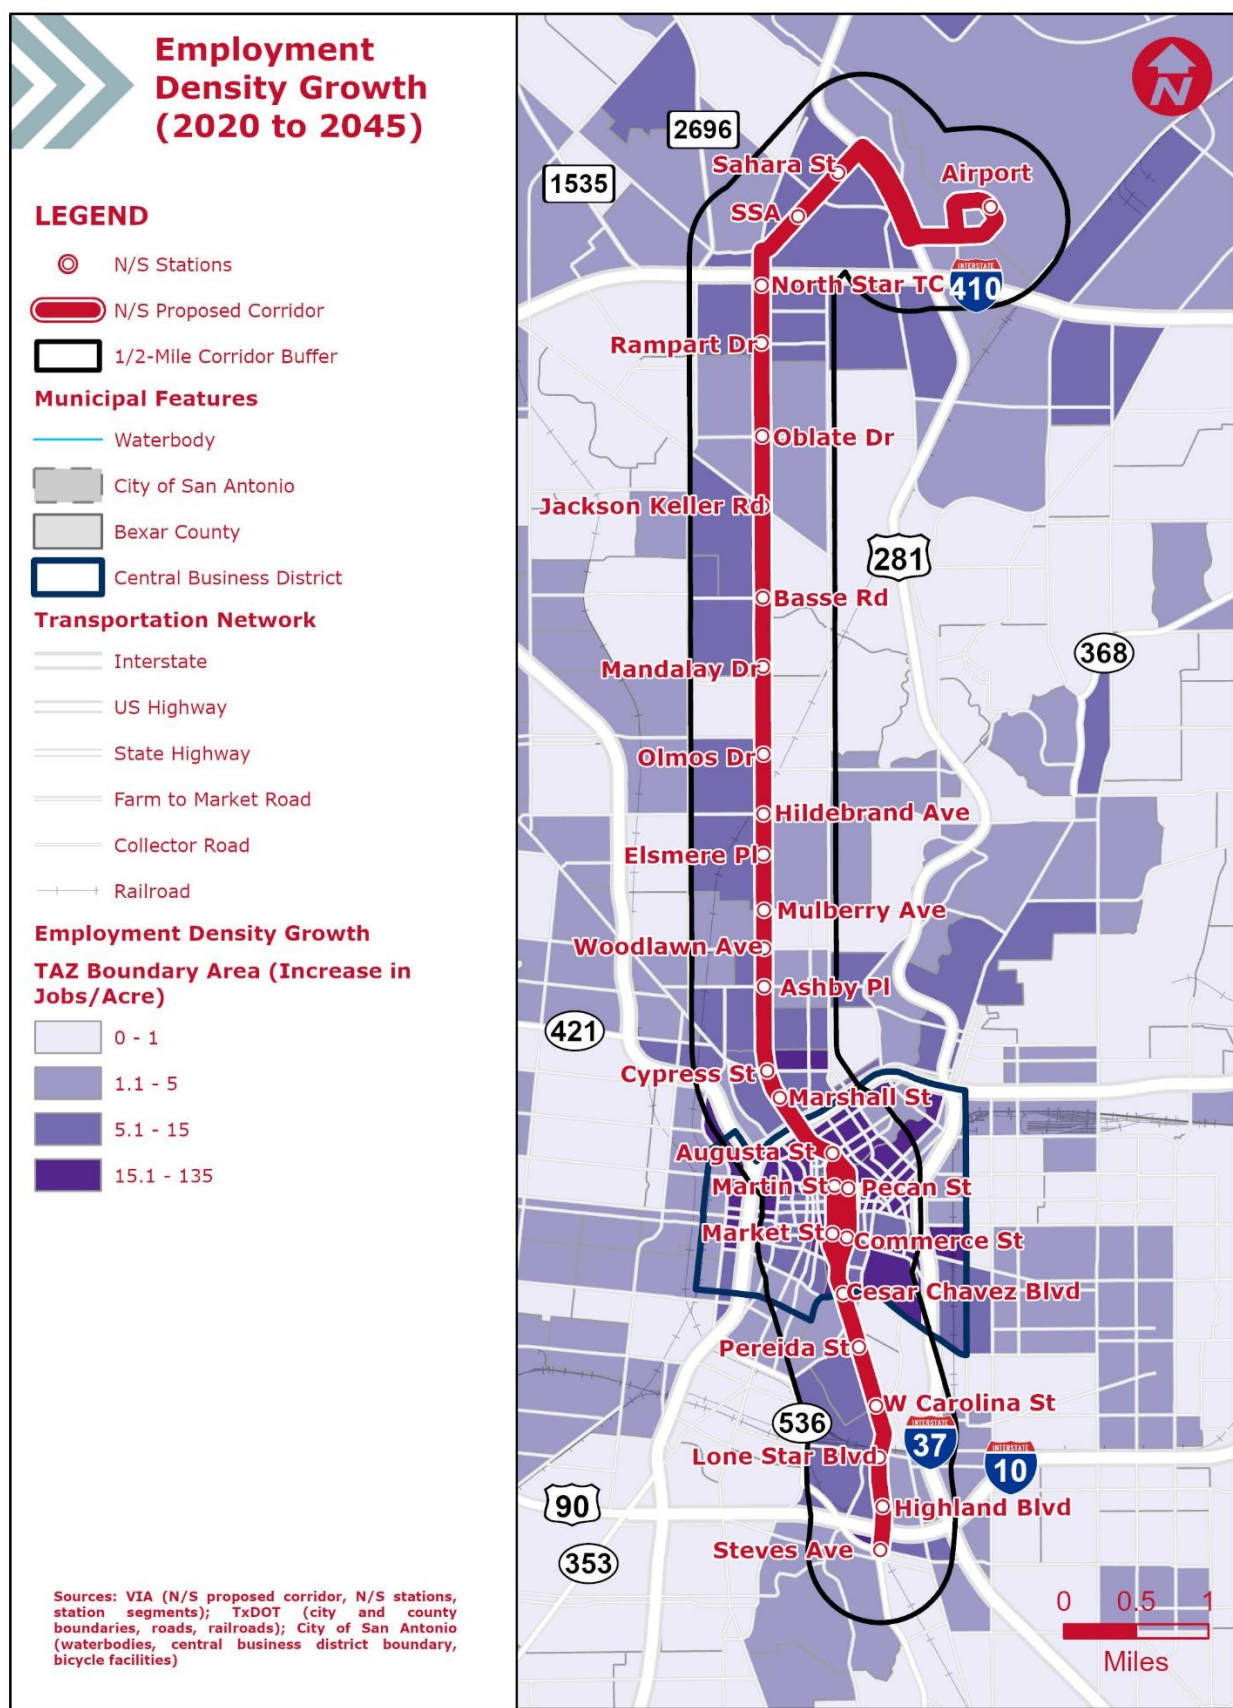 Employment
Density Growth
(2020 to 2045)
LEGEND
N/S Stations
N/S Proposed Corridor
1/2-Mile Corridor Buffer
Municipal Features
Waterbody
City of San Antonio
Bexar County
Central Business District
Transportation Network
Interstate
US Highway
State Highway
Farm to Market Road
Collector Road
Railroad
Employment Density Growth
TAZ Boundary Area (Increase in
Jobs/Acre)
0 - 1
1.1 - 5
5.1 - 15
15.1 - 135
Sources: VIA (N/S proposed corridor, N/S stations,
station segments); TxDOT (city and county
boundaries, roads, railroads); City of San Antonio
(waterbodies, central business district boundary,
bicycle facilities)
N
2696
1535
Sahara St
Airport
SSA
North Star TC
INTERSTATE
410
Rampart Dr
Oblate Dr
Jackson Keller Rd
281
Basse Rd
368
Mandalay Dr
Olmos Dr
Hildebrand Ave
Elsmere Pl
Mulberry Ave
Woodlawn Ave
Ashby Pl
421
Cypress St
Marshall St
Augusta St
Martin St
Pecan St
Market St
Commerce St
Cesar Chavez Blvd
Pereida St
W Carolina St
536
INTERSTATE
37
Lone Star Blvd
INTERSTATE
10
90
Highland Blvd
353
Steves Ave
0 0.5 1
Miles